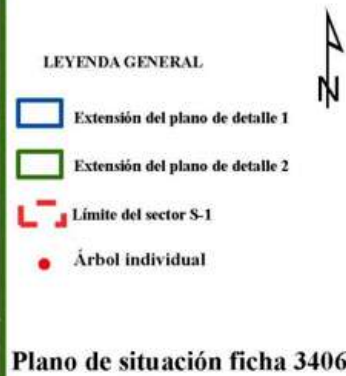 LEYENDA GENERAL
N
Extensión del plano de detalle 1
Extensión del plano de detalle 2
Límite del sector S-1
Árbol individual
Plano de situación ficha 3406